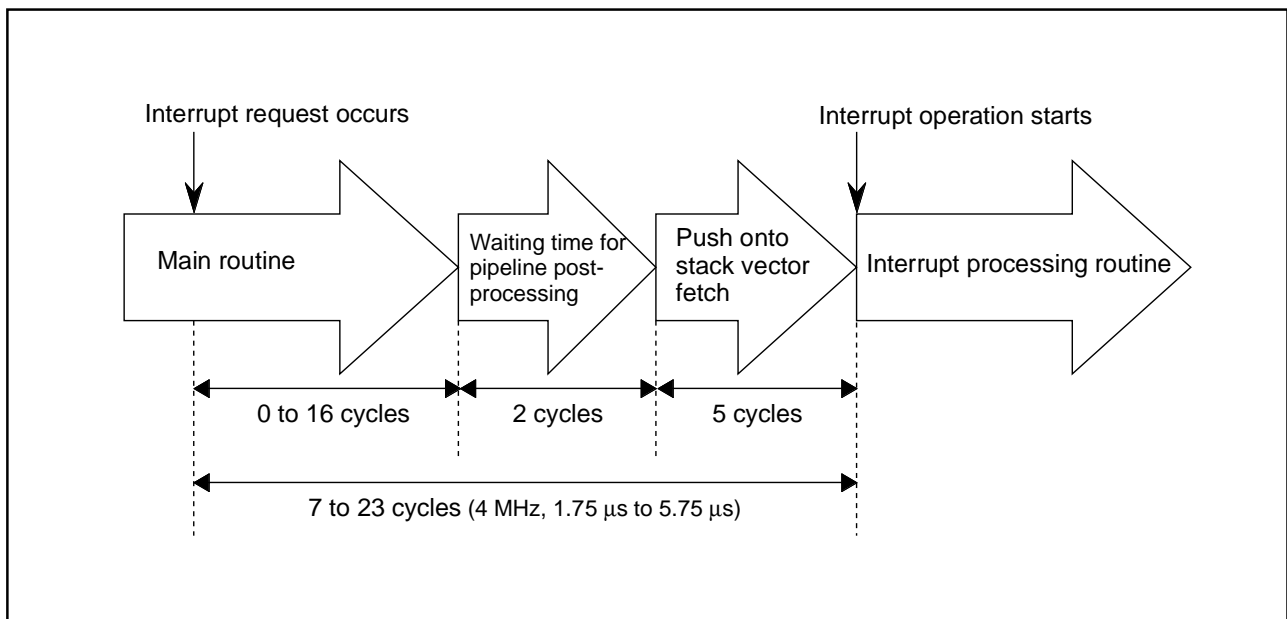 Interrupt request occurs
Interrupt operation starts
Main routine
Waiting time for
pipeline post-
processing
Push onto
stack vector
fetch
Interrupt processing routine
0 to 16 cycles
2 cycles
5 cycles
7 to 23 cycles (4 MHz, 1.75 μs to 5.75 μs)